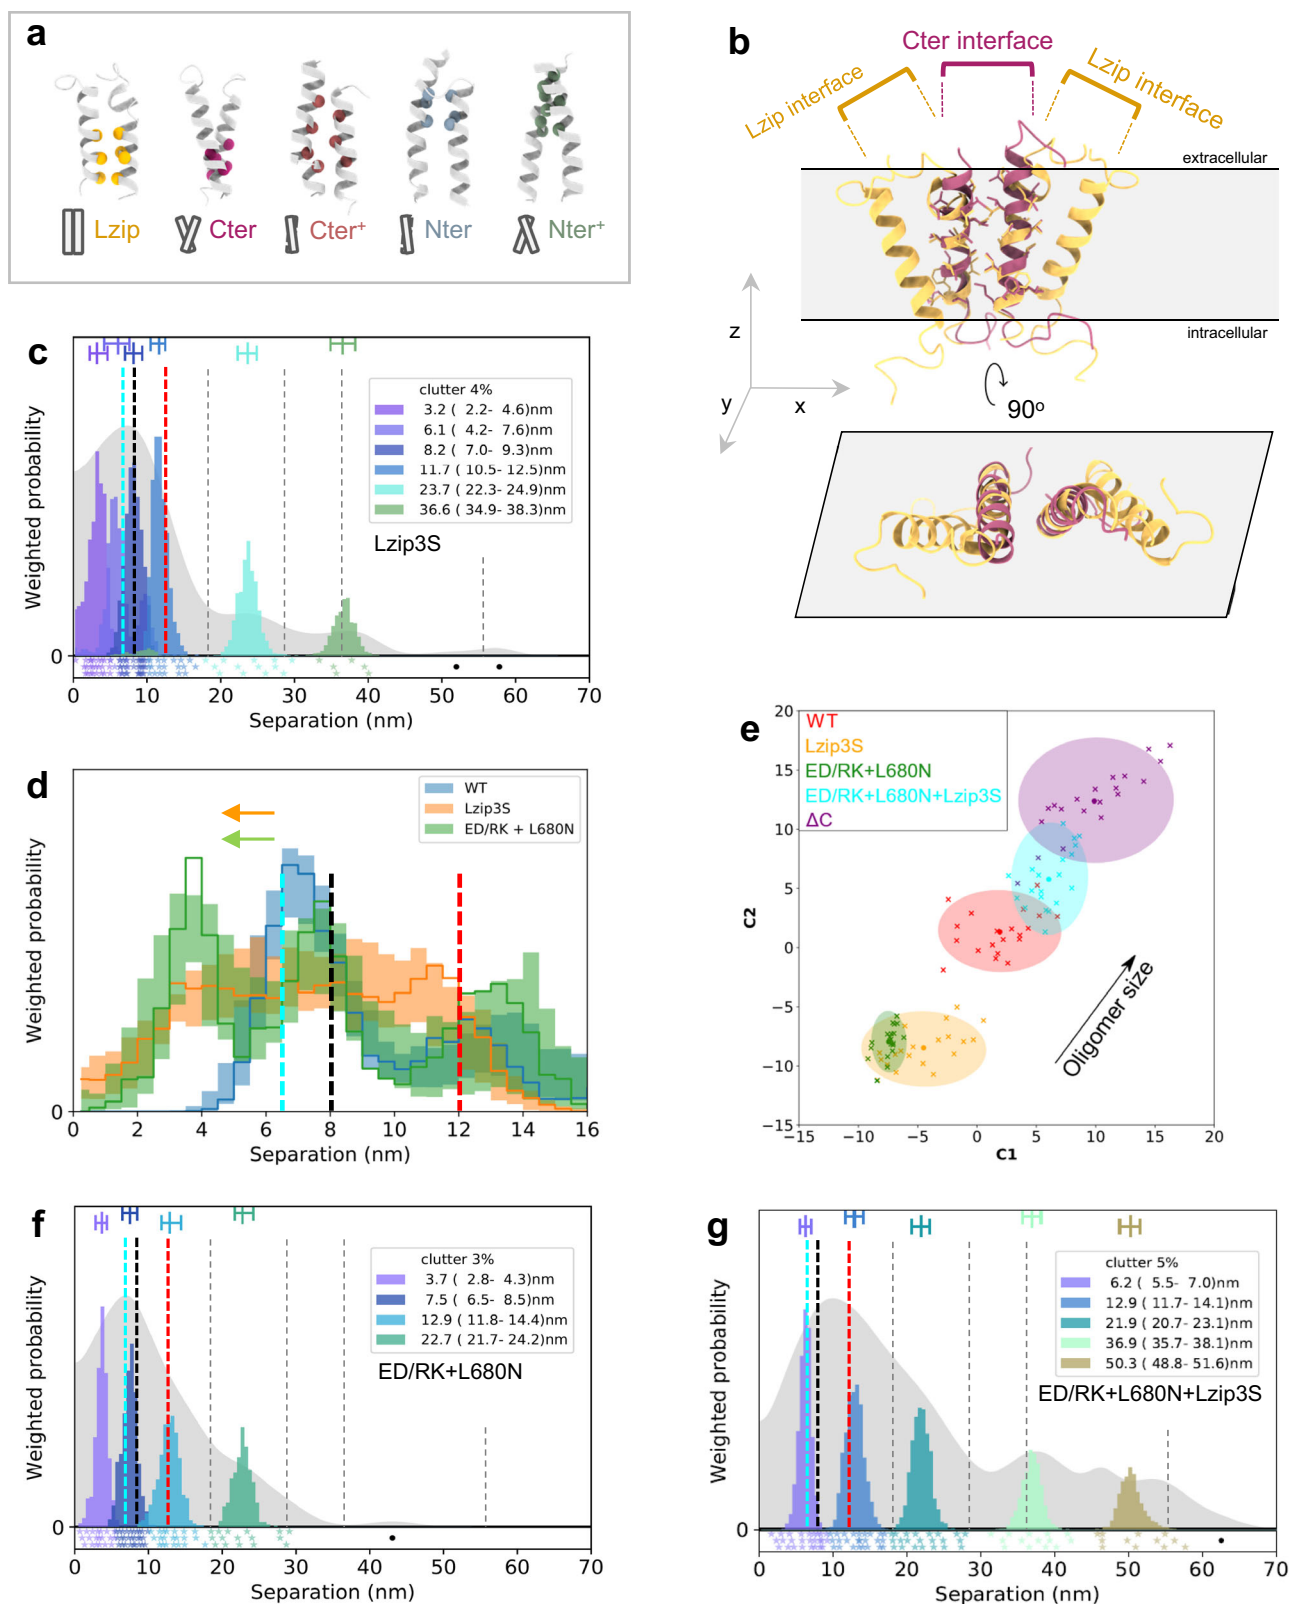 a
Lzip
Cter
Cter⁺
Nter
Nter⁺
b
Cter interface
Lzip interface
Lzip interface
extracellular
intracellular
z
y
x
90º
c
Weighted probability
clutter 4%
3.2 ( 2.2- 4.6)nm
6.1 ( 4.2- 7.6)nm
8.2 ( 7.0- 9.3)nm
11.7 ( 10.5- 12.5)nm
23.7 ( 22.3- 24.9)nm
36.6 ( 34.9- 38.3)nm
Lzip3S
0
0 10 20 30 40 50 60 70
Separation (nm)
d
Weighted probability
WT
Lzip3S
ED/RK + L680N
0
0 2 4 6 8 10 12 14 16
Separation (nm)
e
WT
Lzip3S
ED/RK+L680N
ED/RK+L680N+Lzip3S
ΔC
Oligomer size
C2
20
15
10
5
0
−5
−10
−15
−15 −10 −5 0 5 10 15 20
C1
f
Weighted probability
clutter 3%
3.7 ( 2.8- 4.3)nm
7.5 ( 6.5- 8.5)nm
12.9 ( 11.8- 14.4)nm
22.7 ( 21.7- 24.2)nm
ED/RK+L680N
0
0 10 20 30 40 50 60 70
Separation (nm)
g
Weighted probability
clutter 5%
6.2 ( 5.5- 7.0)nm
12.9 ( 11.7- 14.1)nm
21.9 ( 20.7- 23.1)nm
36.9 ( 35.7- 38.1)nm
50.3 ( 48.8- 51.6)nm
ED/RK+L680N+Lzip3S
0
0 10 20 30 40 50 60 70
Separation (nm)